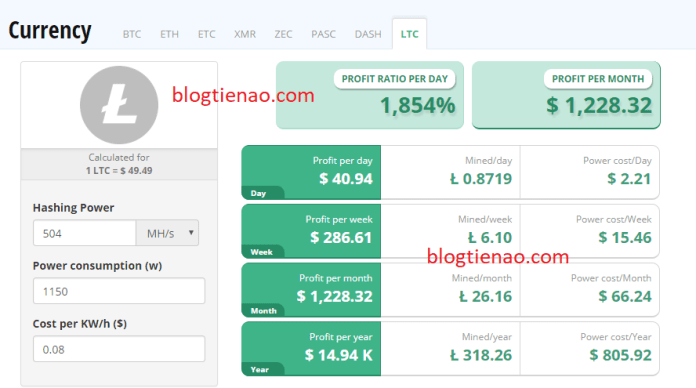 Currency
BTC ETH ETC XMR ZEC PASC DASH LTC
Ł
blogtienao.com
Calculated for
1 LTC = $ 49.49
Hashing Power
504 MH/s
Power consumption (w)
1150
Cost per KW/h ($)
0.08
PROFIT RATIO PER DAY
1,854%
PROFIT PER MONTH
$ 1,228.32
Profit per day Mined/day Power cost/Day
$ 40.94 Ł 0.8719 $ 2.21
Day
Profit per week Mined/week Power cost/Week
$ 286.61 Ł 6.10 $ 15.46
Week
blogtienao.com
Profit per month Mined/month Power cost/Month
$ 1,228.32 Ł 26.16 $ 66.24
Month
Profit per year Mined/year Power cost/Year
$ 14.94 K Ł 318.26 $ 805.92
Year